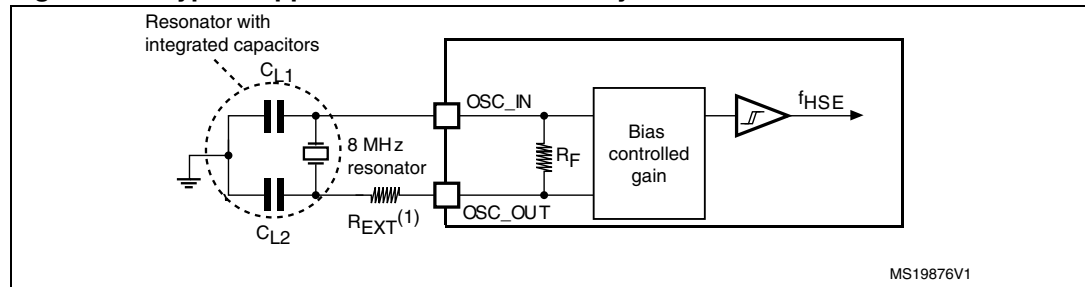 Resonator with
integrated capacitors
CL1
OSC_IN
fHSE
8 MHz
resonator
RF
Bias
controlled
gain
OSC_OUT
REXT(1)
CL2
MS19876V1